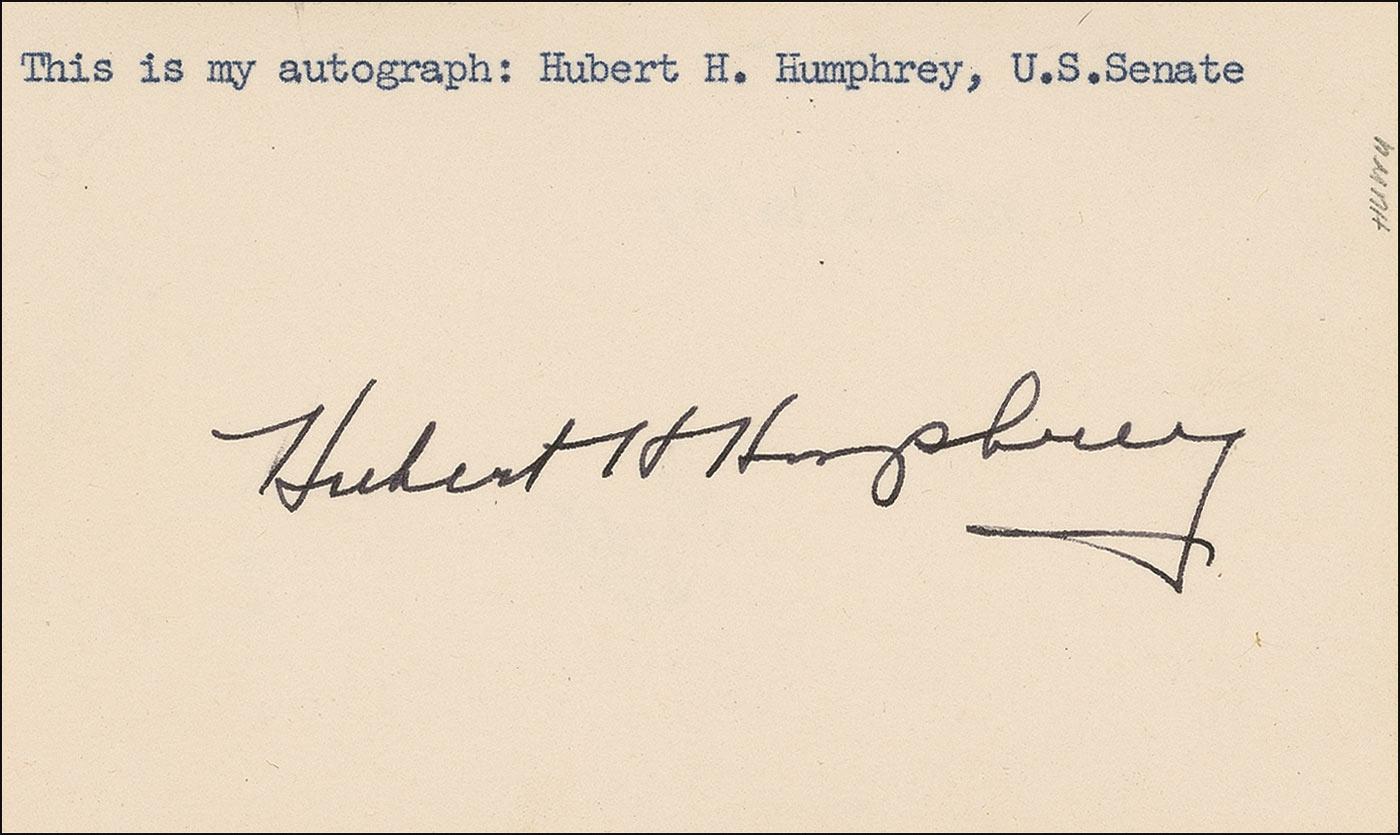 This is my autograph: Hubert H. Humphrey, U.S.Senate
Hubert H Humphrey